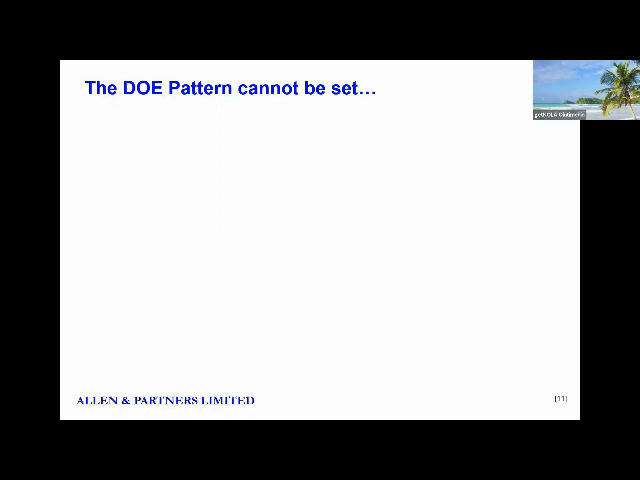 The DOE Pattern cannot be set…
ALLEN & PARTNERS LIMITED
[11]